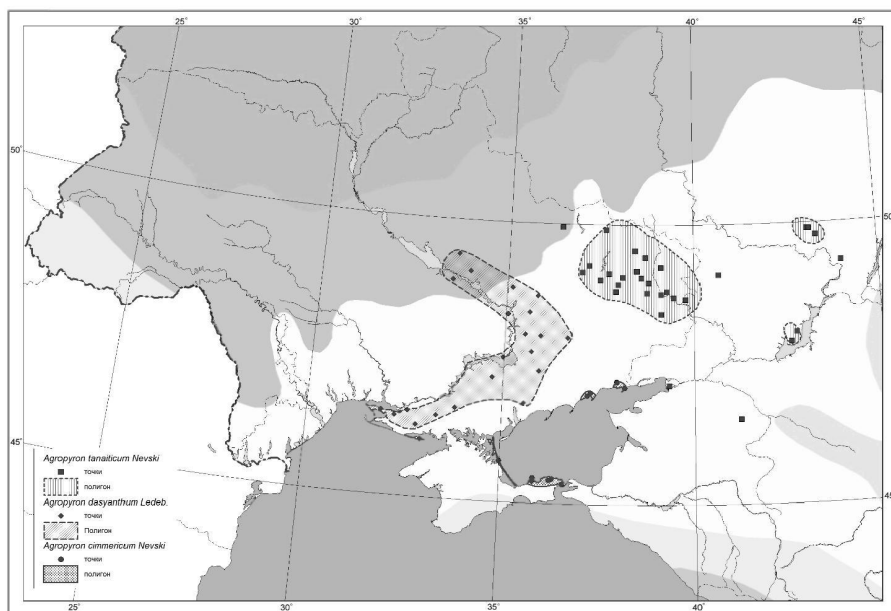 25° 30° 35° 40° 45°
50°
50°
45°
45°
Agropyron tanaiticum Nevski
точки
полигон
Agropyron dasyanthum Ledeb.
точки
Полигон
Agropyron cimmericum Nevski
точки
полигон
25° 30° 35° 40°